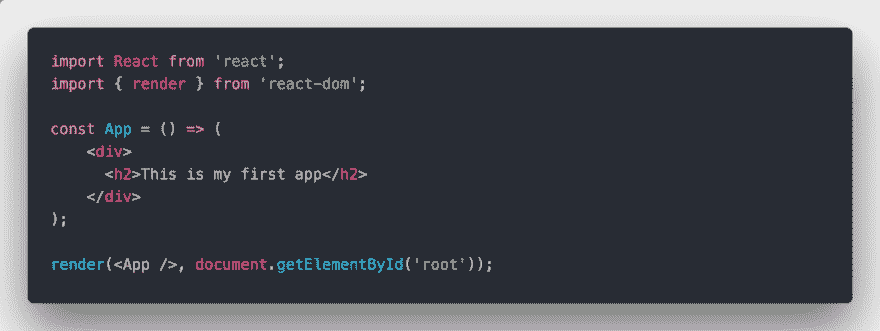 import React from 'react';
import { render } from 'react-dom';
const App = () => (
<div>
<h2>This is my first app</h2>
</div>
);
render(<App />, document.getElementById('root'));